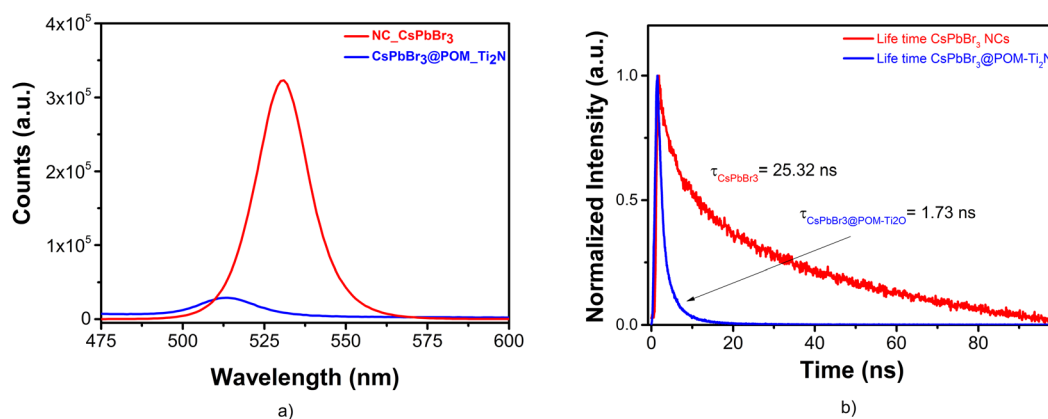 4x10⁵
3x10⁵
2x10⁵
1x10⁵
0
Counts (a.u.)
NC_CsPbBr₃
CsPbBr₃@POM_Ti₂N
475 500 525 550 575 600
Wavelength (nm)
a)
Life time CsPbBr₃ NCs
Life time CsPbBr₃@POM-Ti₂N
1.0
0.5
0.0
Normalized Intensity (a.u.)
τCsPbBr3= 25.32 ns
τCsPbBr3@POM-Ti2O= 1.73 ns
0 20 40 60 80
Time (ns)
b)